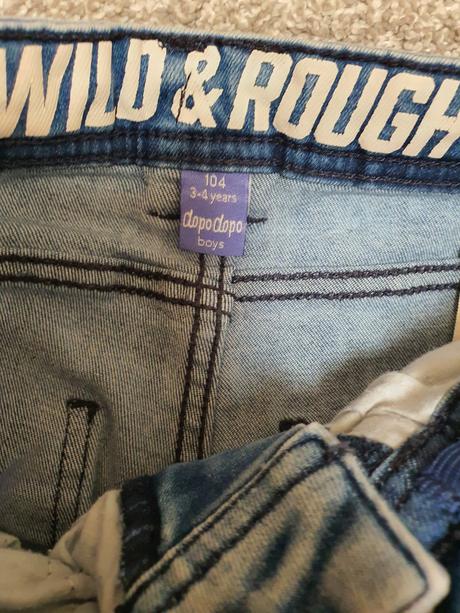 WILD & ROUGH
104
3-4 years
dopodopo
boys